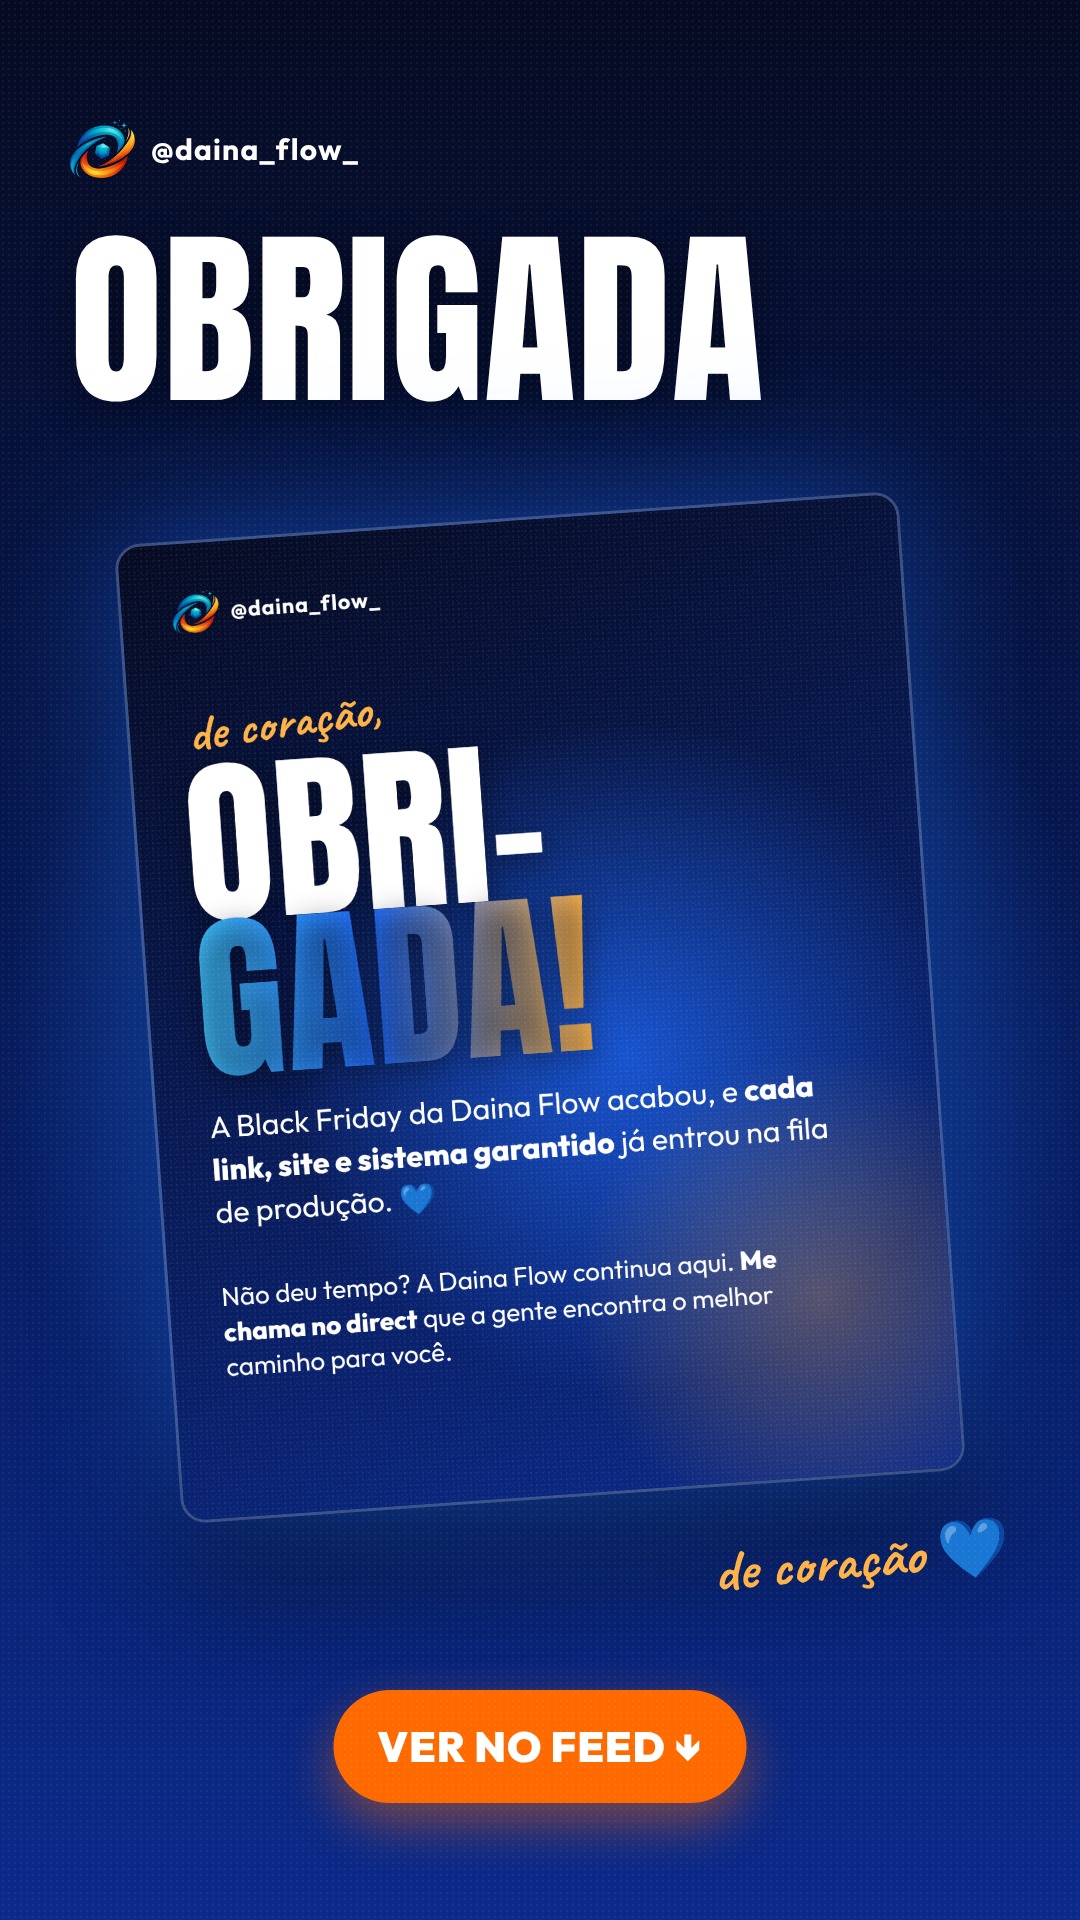 @daina_flow_
OBRIGADA
@daina_flow_
de coração,
OBRI-
GADA!
A Black Friday da Daina Flow acabou, e cada
link, site e sistema garantido já entrou na fila
de produção. 💙
Não deu tempo? A Daina Flow continua aqui. Me
chama no direct que a gente encontra o melhor
caminho para você.
de coração 💙
VER NO FEED ↓